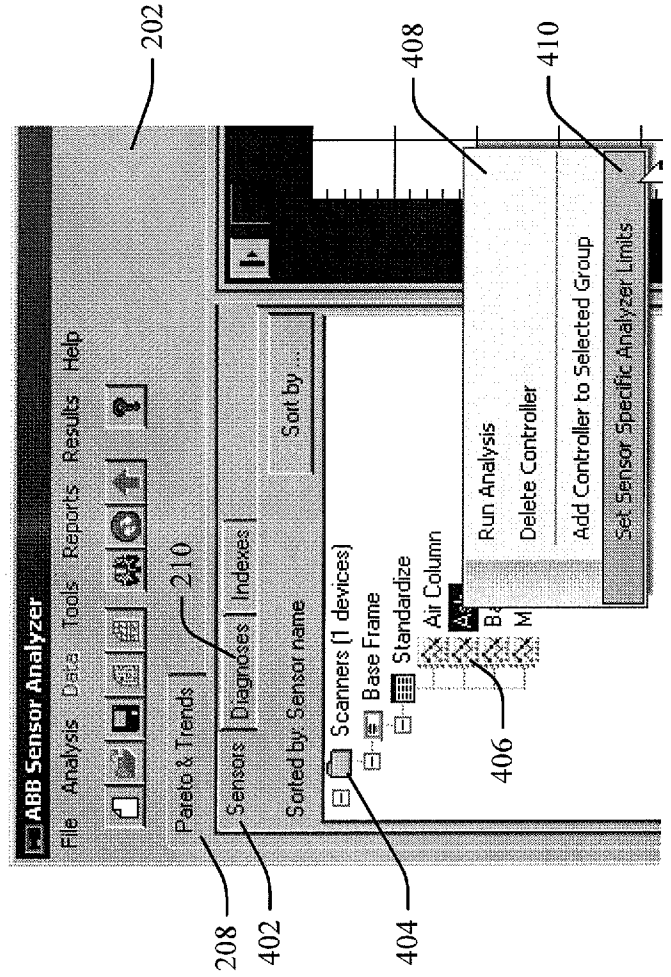 ABB Sensor Analyzer
File Analysis Data Tools Reports Results Help
202
208
Pareto & Trends
210
402
Sensors Diagnoses Indexes
Sorted by: Sensor name
Sort by ...
404
Scanners (1 devices)
Base Frame
Standardize
Air Column
406
Run Analysis
408
Delete Controller
Add Controller to Selected Group
Set Sensor Specific Analyzer Limits
410